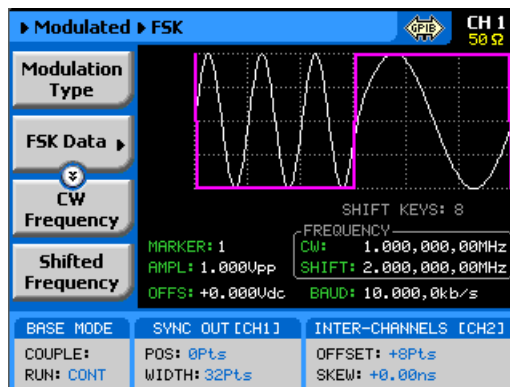 Modulated ▸ FSK
GPIB
CH 1
50 Ω
Modulation
Type
FSK Data
CW
Frequency
Shifted
Frequency
SHIFT KEYS: 8
FREQUENCY
MARKER: 1
CW: 1.000,000,00MHz
AMPL: 1.000Vpp
SHIFT: 2.000,000,00MHz
OFFS: +0.000Vdc
BAUD: 10.000,0kb/s
BASE MODE
COUPLE:
RUN: CONT
SYNC OUT [CH1]
POS: 0Pts
WIDTH: 32Pts
INTER-CHANNELS [CH2]
OFFSET: +8Pts
SKEW: +0.00ns